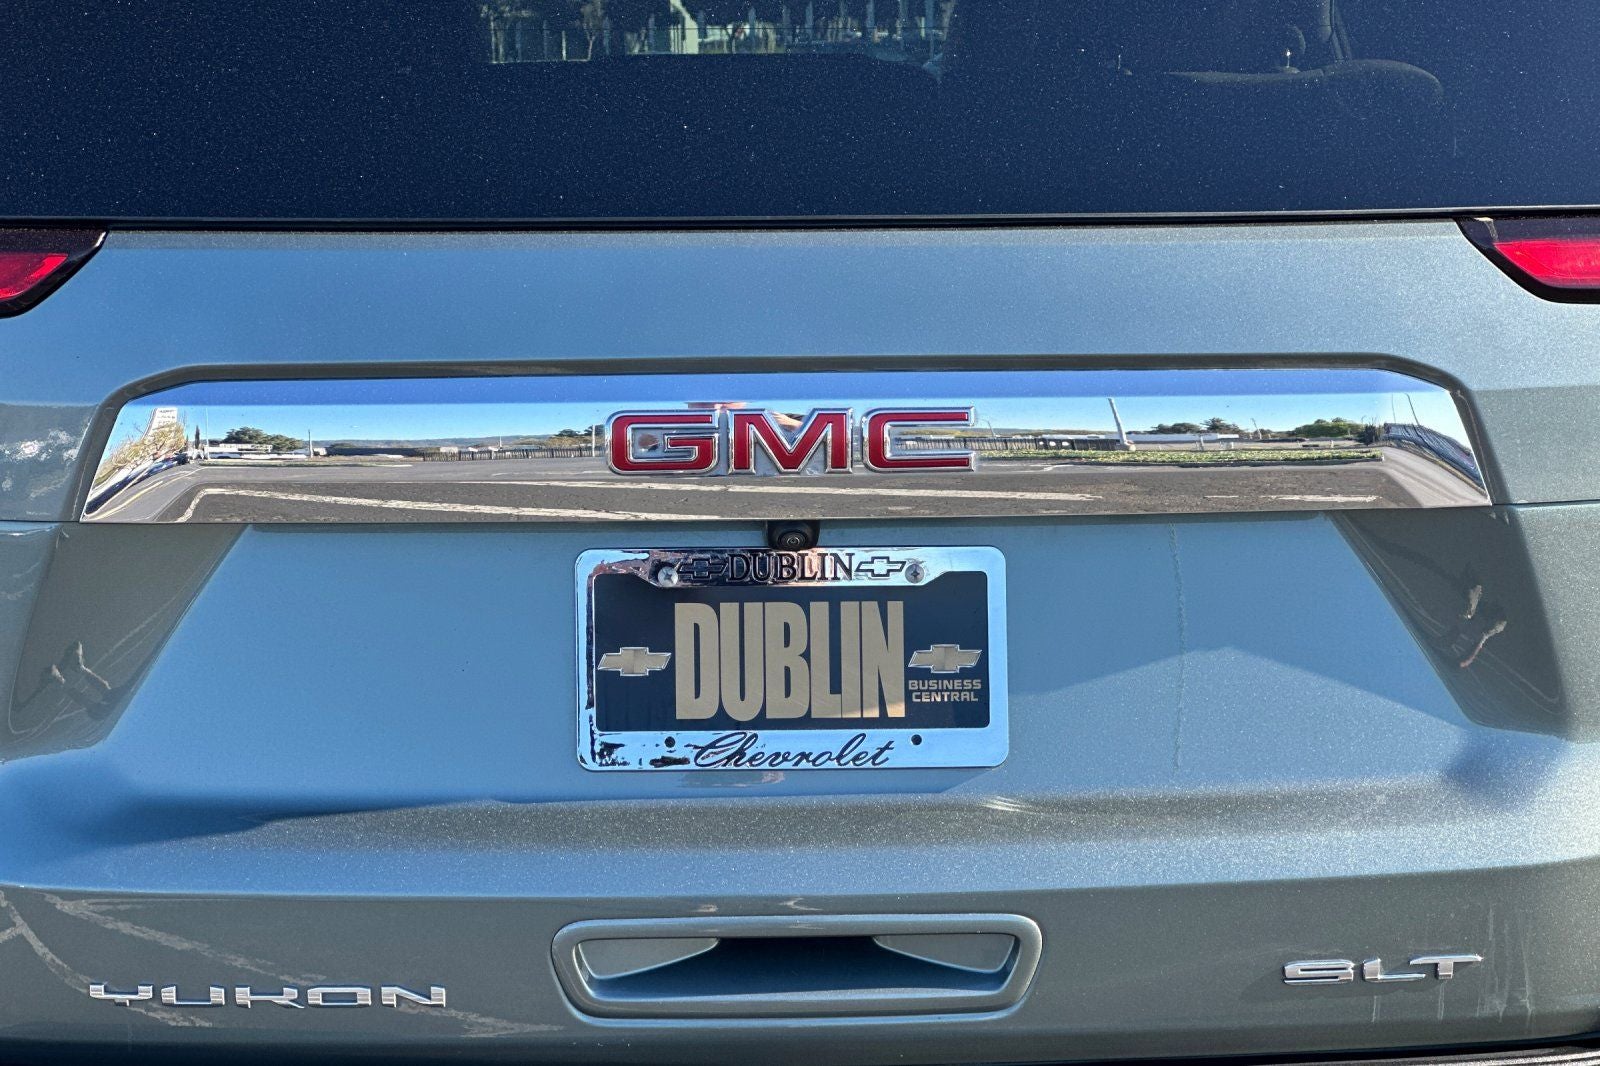 GMC
DUBLIN
DUBLIN
BUSINESS
CENTRAL
Chevrolet
YUKON
SLT